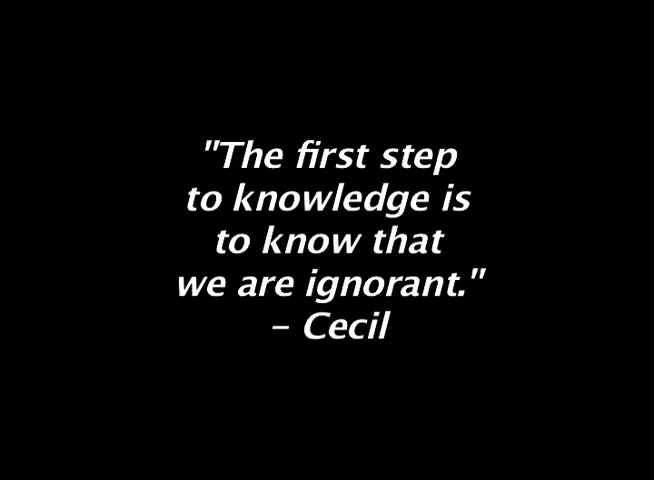 "The first step
to knowledge is
to know that
we are ignorant."
– Cecil